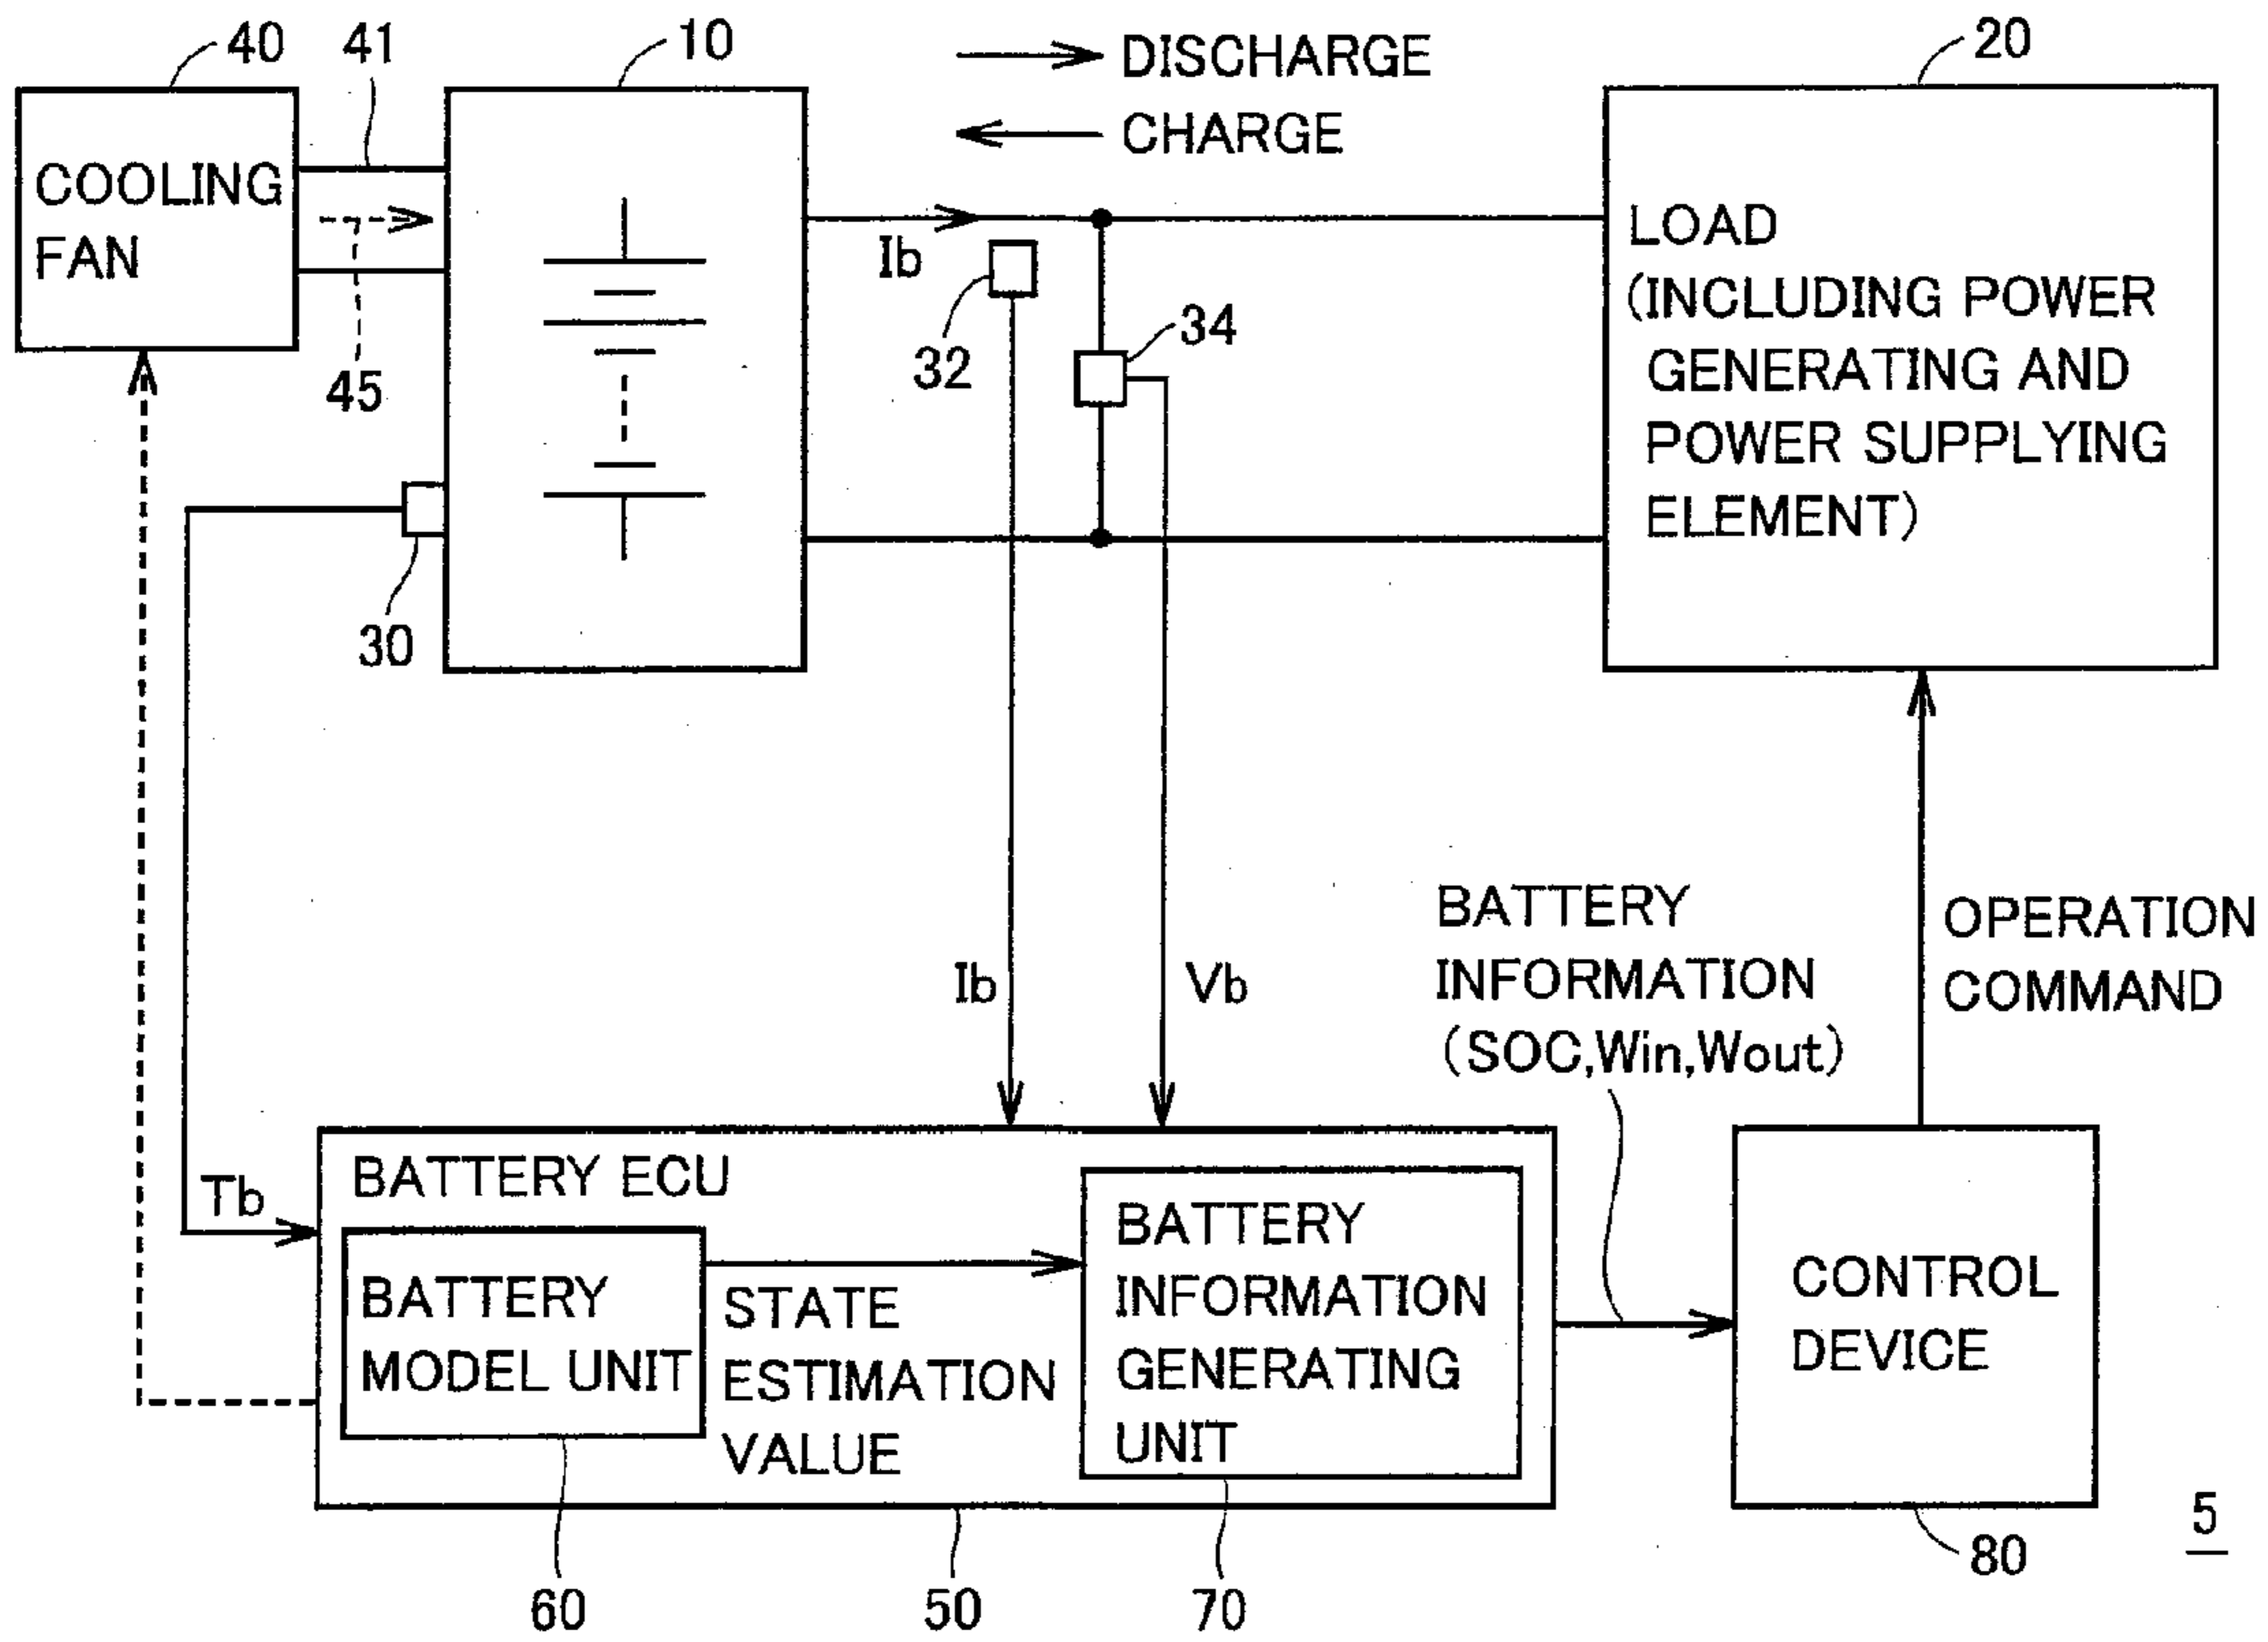 40
41
10
DISCHARGE
CHARGE
20
COOLING
FAN
45
Ib
32
34
LOAD
(INCLUDING POWER
GENERATING AND
POWER SUPPLYING
ELEMENT)
30
Ib
Vb
BATTERY
INFORMATION
(SOC,Win,Wout)
OPERATION
COMMAND
Tb
BATTERY ECU
BATTERY
MODEL UNIT
STATE
ESTIMATION
VALUE
BATTERY
INFORMATION
GENERATING
UNIT
CONTROL
DEVICE
60
50
70
80
5